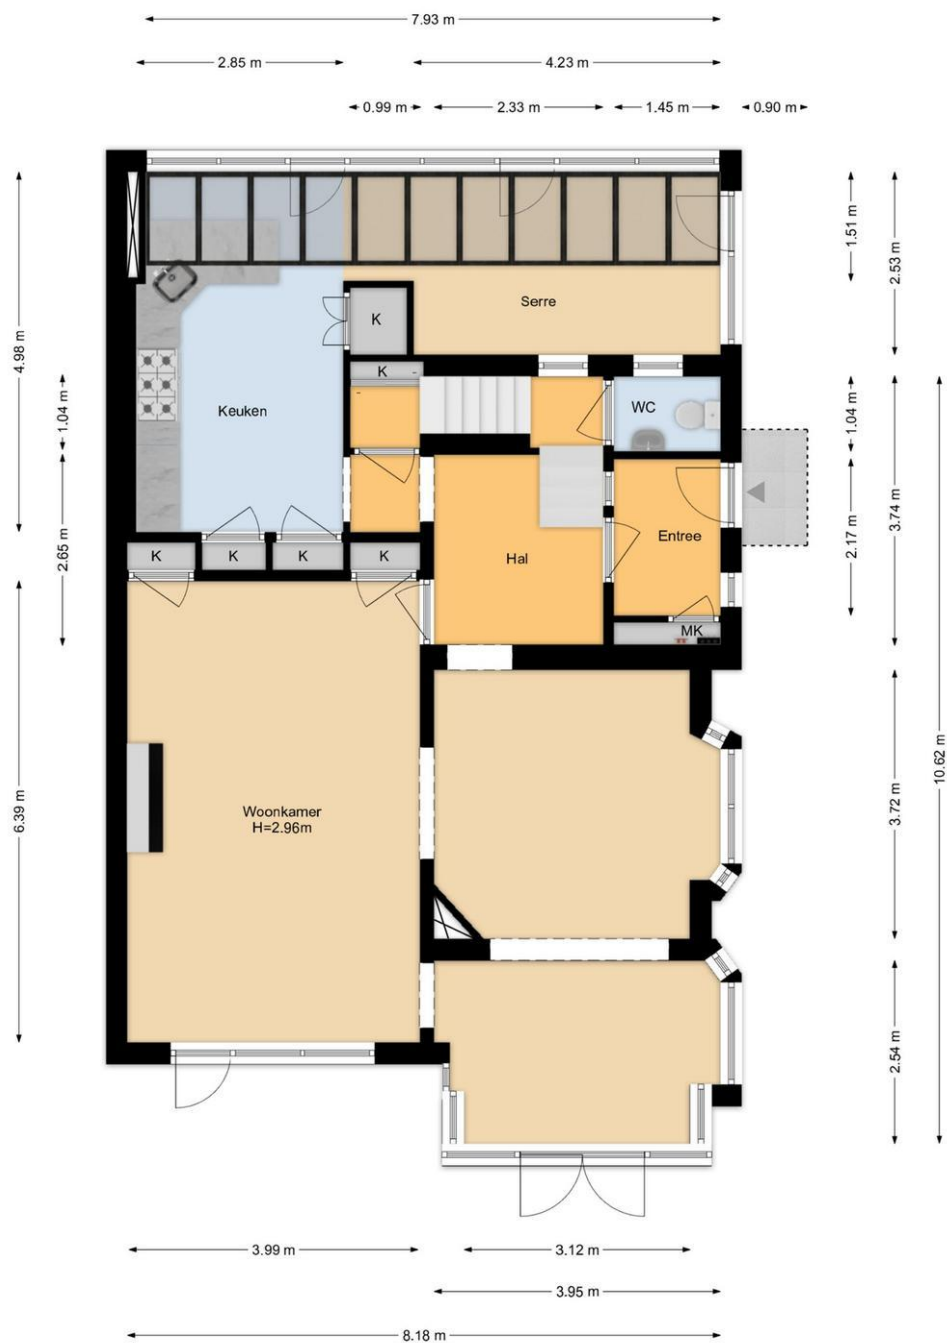 7.93 m
2.85 m
4.23 m
0.99 m
2.33 m
1.45 m
0.90 m
1.51 m
2.53 m
4.98 m
Serre
K
K
Keuken
WC
1.04 m
1.04 m
3.74 m
2.65 m
2.17 m
Entree
Hal
K
K
K
K
MK
6.39 m
Woonkamer
H=2.96m
3.72 m
10.62 m
2.54 m
3.99 m
3.12 m
3.95 m
8.18 m